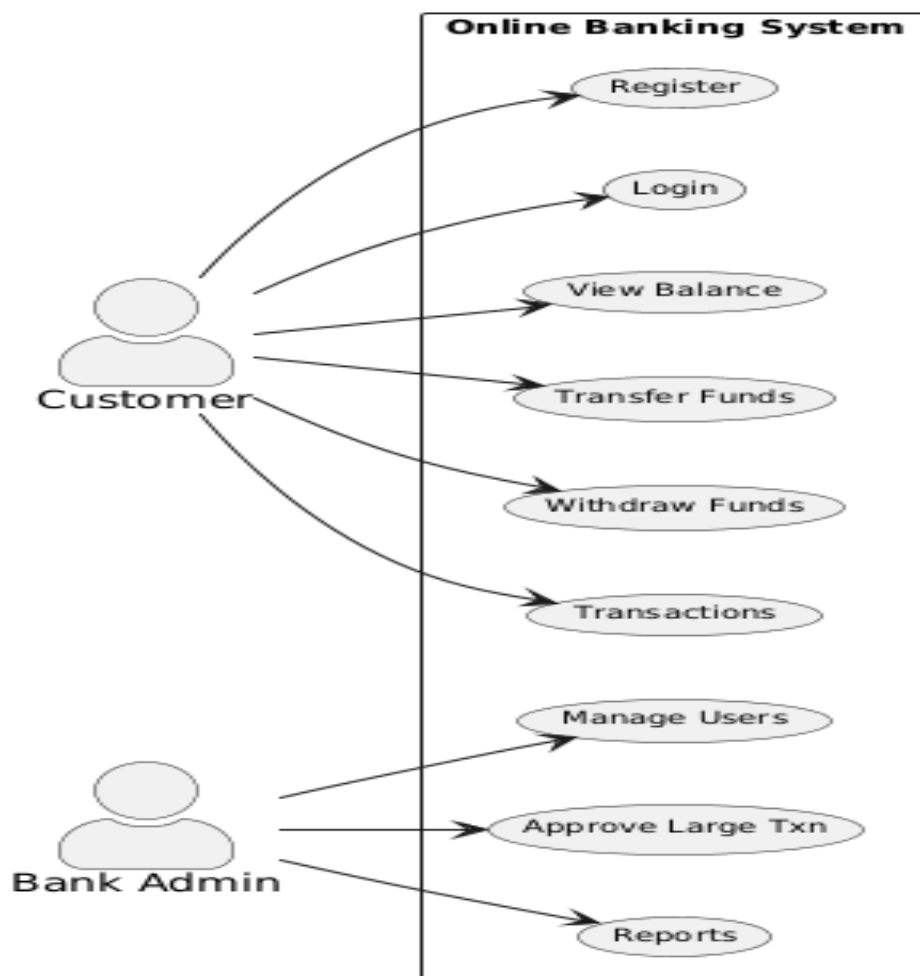 Online Banking System
Register
Login
View Balance
Transfer Funds
Customer
Withdraw Funds
Transactions
Manage Users
Approve Large Txn
Bank Admin
Reports